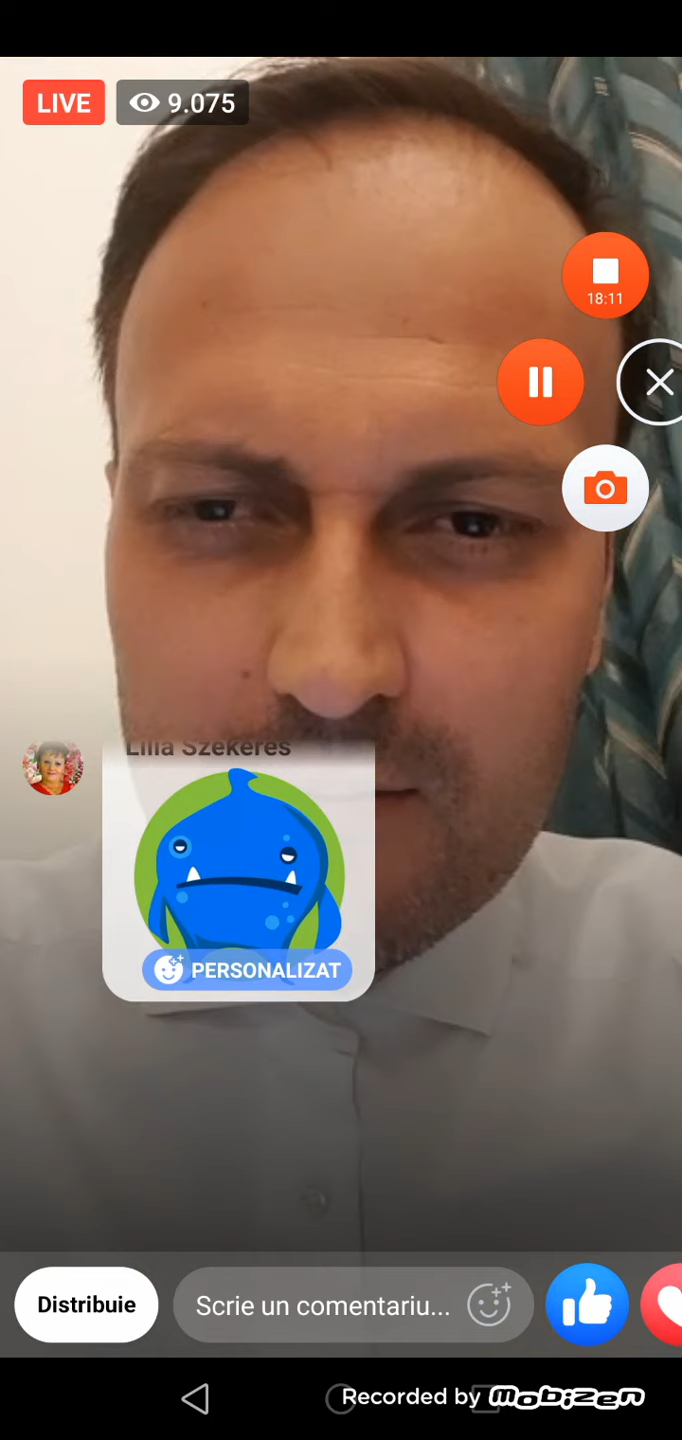 LIVE
9.075
18:11
Lilla Szekeres
PERSONALIZAT
Distribuie
Scrie un comentariu...
Recorded by mobizen